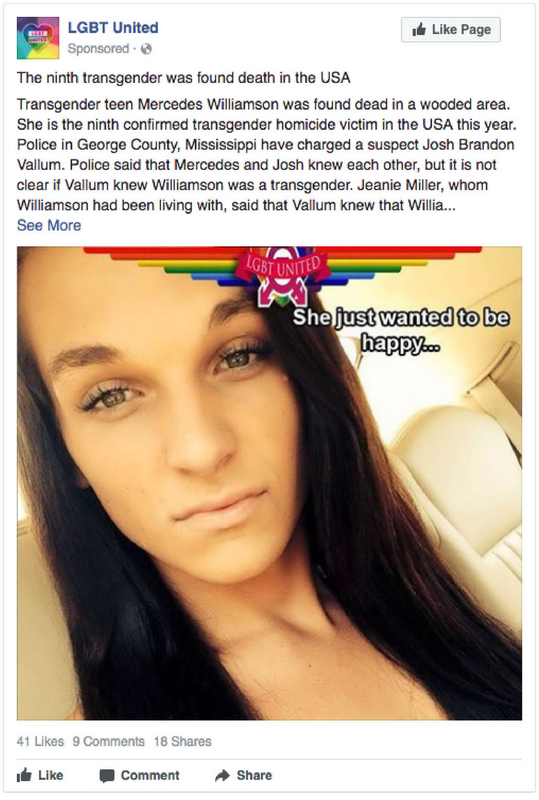 LGBT United
Like Page
Sponsored ·
The ninth transgender was found death in the USA
Transgender teen Mercedes Williamson was found dead in a wooded area.
She is the ninth confirmed transgender homicide victim in the USA this year.
Police in George County, Mississippi have charged a suspect Josh Brandon
Vallum. Police said that Mercedes and Josh knew each other, but it is not
clear if Vallum knew Williamson was a transgender. Jeanie Miller, whom
Williamson had been living with, said that Vallum knew that Willia...
See More
LGBT UNITED
She just wanted to be
happy...
41 Likes 9 Comments 18 Shares
Like Comment Share